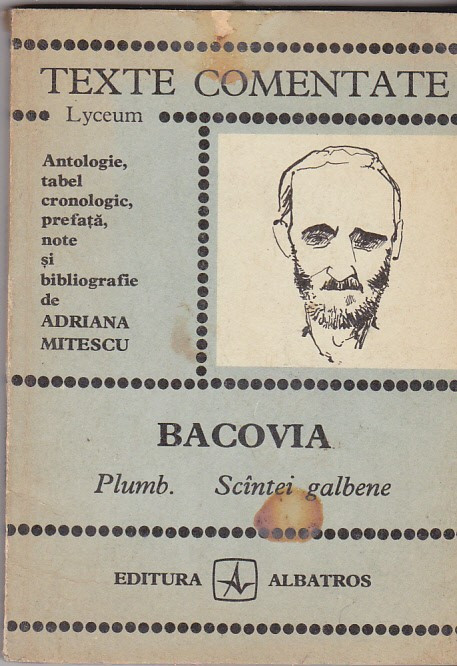 TEXTE COMENTATE
Lyceum
Antologie,
tabel
cronologic,
prefață,
note
și
bibliografie
de
ADRIANA
MITESCU
BACOVIA
Plumb. Scîntei galbene
EDITURA ALBATROS